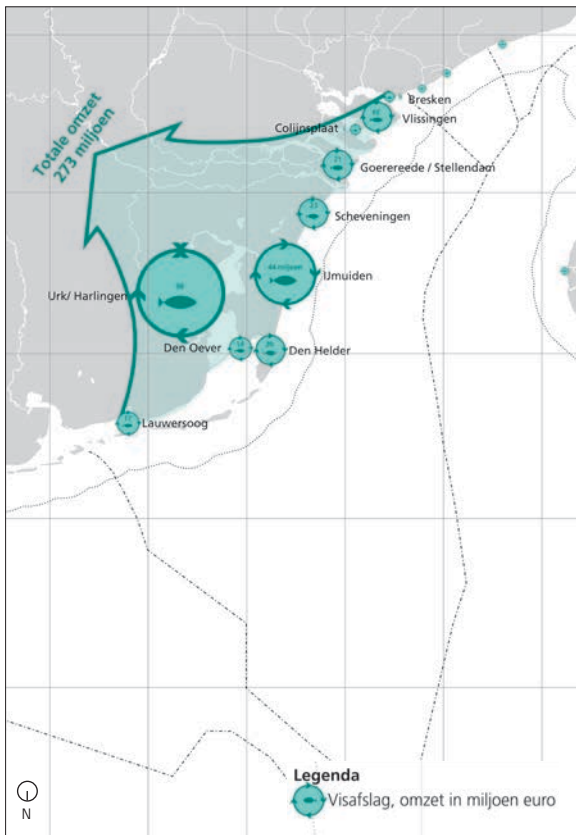 Totale omzet
273 miljoen
Bresken
Vlissingen
Colijnsplaat
Goerereede / Stellendam
Scheveningen
44 miljoen
IJmuiden
Urk/ Harlingen
Den Oever
Den Helder
Lauwersoog
Legenda
Visafslag, omzet in miljoen euro
N